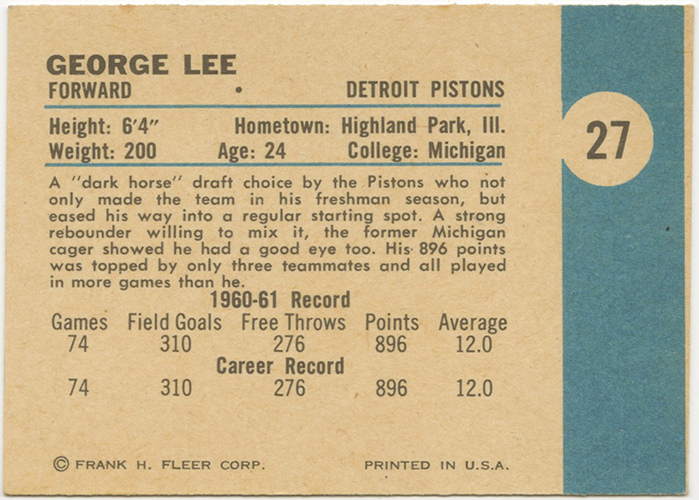 GEORGE LEE
FORWARD • DETROIT PISTONS
Height: 6'4" Hometown: Highland Park, Ill.
Weight: 200 Age: 24 College: Michigan
27
A "dark horse" draft choice by the Pistons who not
only made the team in his freshman season, but
eased his way into a regular starting spot. A strong
rebounder willing to mix it, the former Michigan
cager showed he had a good eye too. His 896 points
was topped by only three teammates and all played
in more games than he.
1960-61 Record
Games Field Goals Free Throws Points Average
74 310 276 896 12.0
Career Record
74 310 276 896 12.0
© FRANK H. FLEER CORP. PRINTED IN U.S.A.